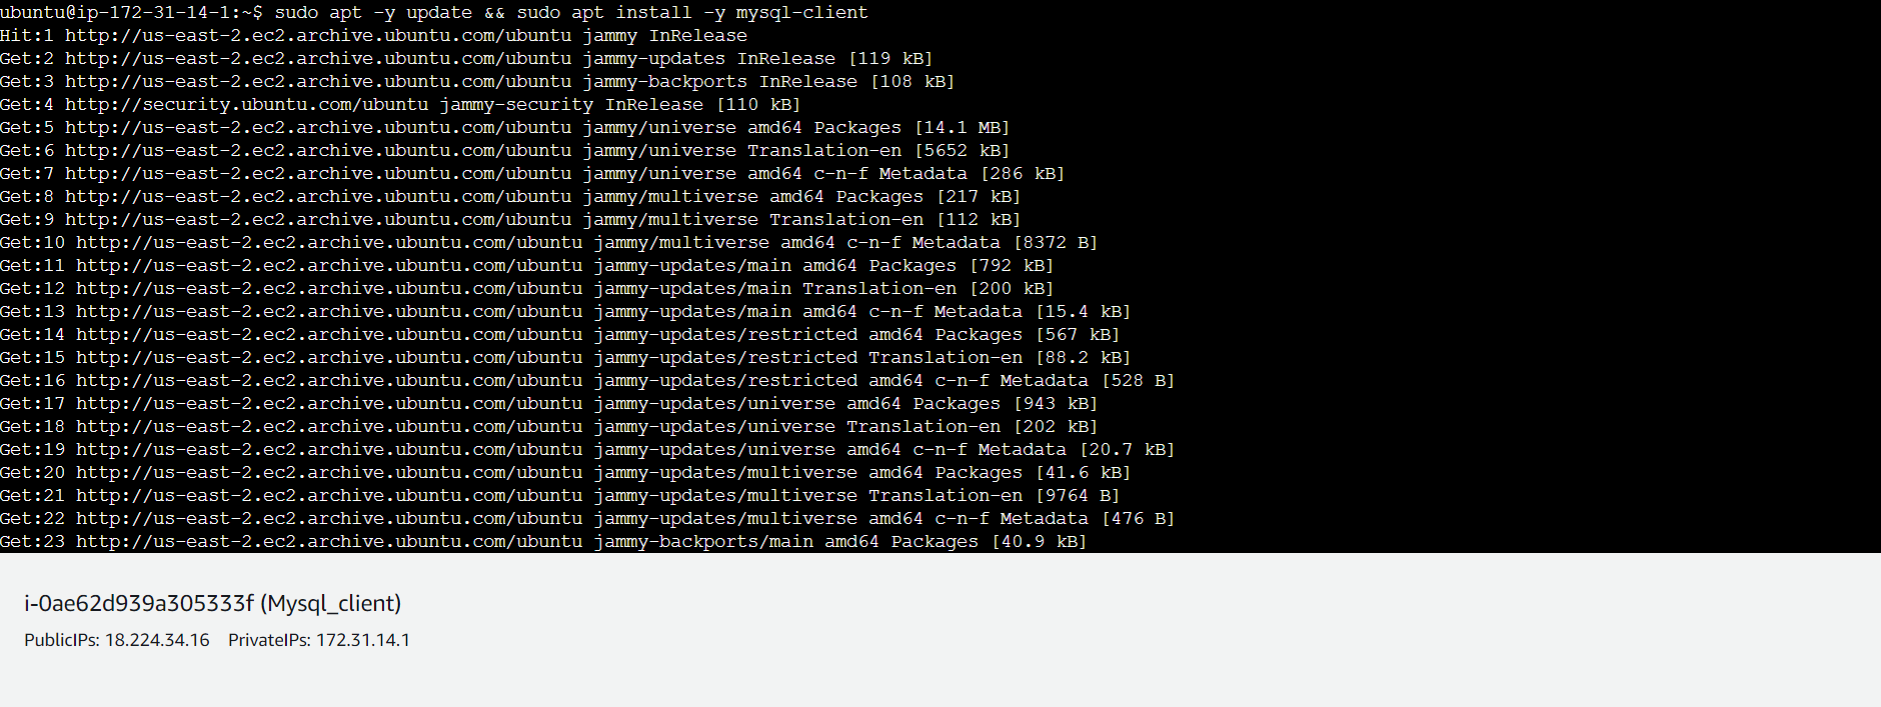 ubuntu@ip-172-31-14-1:~$ sudo apt -y update && sudo apt install -y mysql-client
Hit:1 http://us-east-2.ec2.archive.ubuntu.com/ubuntu jammy InRelease
Get:2 http://us-east-2.ec2.archive.ubuntu.com/ubuntu jammy-updates InRelease [119 kB]
Get:3 http://us-east-2.ec2.archive.ubuntu.com/ubuntu jammy-backports InRelease [108 kB]
Get:4 http://security.ubuntu.com/ubuntu jammy-security InRelease [110 kB]
Get:5 http://us-east-2.ec2.archive.ubuntu.com/ubuntu jammy/universe amd64 Packages [14.1 MB]
Get:6 http://us-east-2.ec2.archive.ubuntu.com/ubuntu jammy/universe Translation-en [5652 kB]
Get:7 http://us-east-2.ec2.archive.ubuntu.com/ubuntu jammy/universe amd64 c-n-f Metadata [286 kB]
Get:8 http://us-east-2.ec2.archive.ubuntu.com/ubuntu jammy/multiverse amd64 Packages [217 kB]
Get:9 http://us-east-2.ec2.archive.ubuntu.com/ubuntu jammy/multiverse Translation-en [112 kB]
Get:10 http://us-east-2.ec2.archive.ubuntu.com/ubuntu jammy/multiverse amd64 c-n-f Metadata [8372 B]
Get:11 http://us-east-2.ec2.archive.ubuntu.com/ubuntu jammy-updates/main amd64 Packages [792 kB]
Get:12 http://us-east-2.ec2.archive.ubuntu.com/ubuntu jammy-updates/main Translation-en [200 kB]
Get:13 http://us-east-2.ec2.archive.ubuntu.com/ubuntu jammy-updates/main amd64 c-n-f Metadata [15.4 kB]
Get:14 http://us-east-2.ec2.archive.ubuntu.com/ubuntu jammy-updates/restricted amd64 Packages [567 kB]
Get:15 http://us-east-2.ec2.archive.ubuntu.com/ubuntu jammy-updates/restricted Translation-en [88.2 kB]
Get:16 http://us-east-2.ec2.archive.ubuntu.com/ubuntu jammy-updates/restricted amd64 c-n-f Metadata [528 B]
Get:17 http://us-east-2.ec2.archive.ubuntu.com/ubuntu jammy-updates/universe amd64 Packages [943 kB]
Get:18 http://us-east-2.ec2.archive.ubuntu.com/ubuntu jammy-updates/universe Translation-en [202 kB]
Get:19 http://us-east-2.ec2.archive.ubuntu.com/ubuntu jammy-updates/universe amd64 c-n-f Metadata [20.7 kB]
Get:20 http://us-east-2.ec2.archive.ubuntu.com/ubuntu jammy-updates/multiverse amd64 Packages [41.6 kB]
Get:21 http://us-east-2.ec2.archive.ubuntu.com/ubuntu jammy-updates/multiverse Translation-en [9764 B]
Get:22 http://us-east-2.ec2.archive.ubuntu.com/ubuntu jammy-updates/multiverse amd64 c-n-f Metadata [476 B]
Get:23 http://us-east-2.ec2.archive.ubuntu.com/ubuntu jammy-backports/main amd64 Packages [40.9 kB]
i-0ae62d939a305333f (Mysql_client)
PublicIPs: 18.224.34.16 PrivateIPs: 172.31.14.1